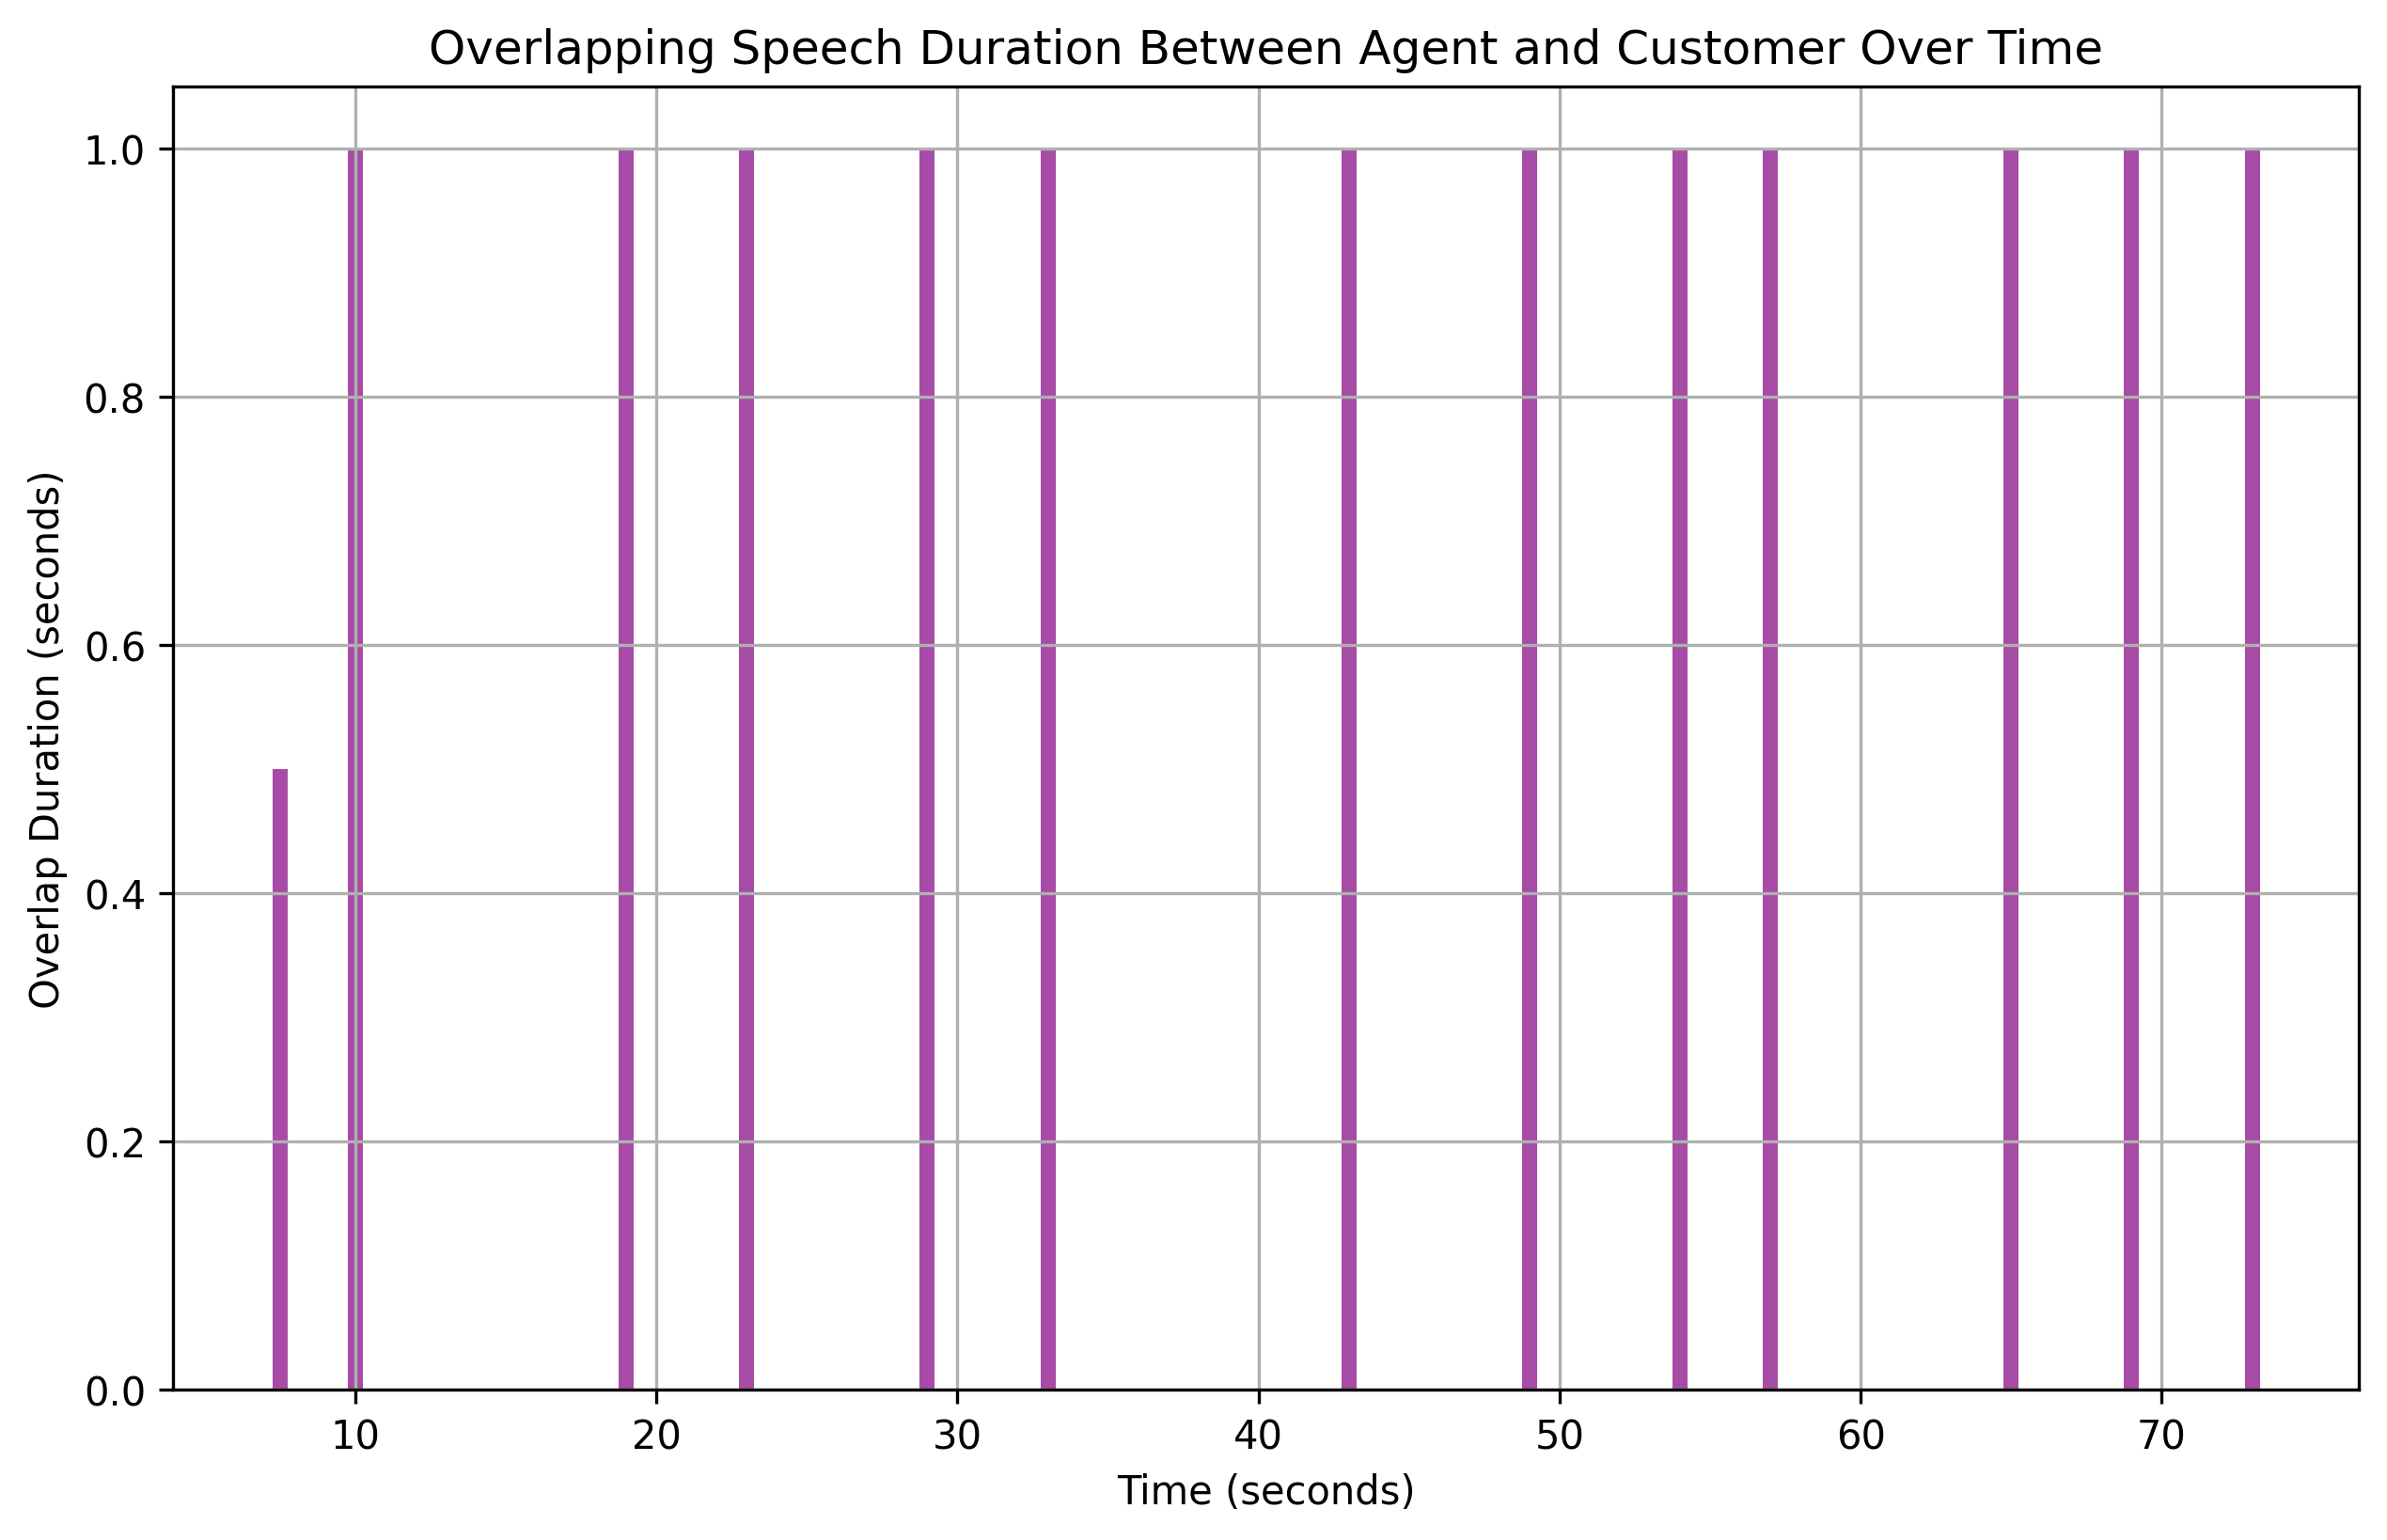 Overlapping Speech Duration Between Agent and Customer Over Time
1.0
0.8
0.6
0.4
0.2
0.0
Overlap Duration (seconds)
10 20 30 40 50 60 70
Time (seconds)